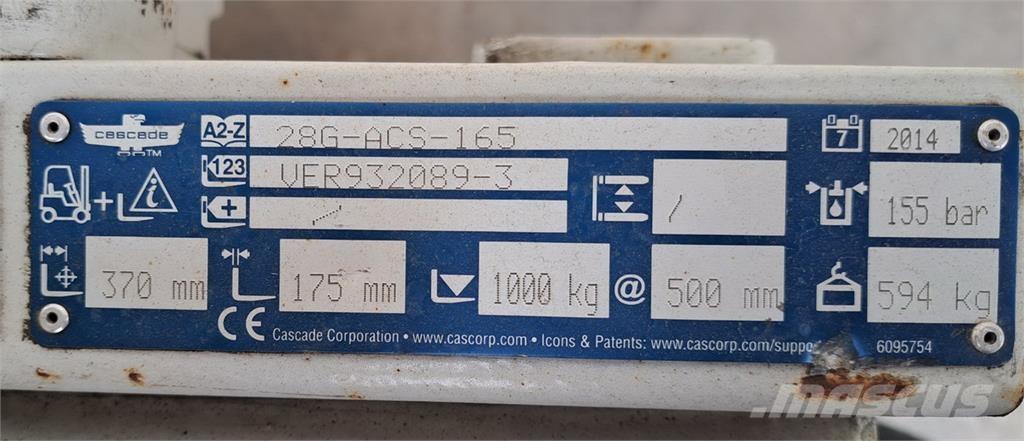 cascade TM A2-Z 28G-ACS-165 7 2014
123 VER932089-3
+ i + / / 155 bar
370 mm 175 mm 1000 kg @ 500 mm 594 kg
CE Cascade Corporation • www.cascorp.com • Icons & Patents: www.cascorp.com/suppo 6095754
MASCUS